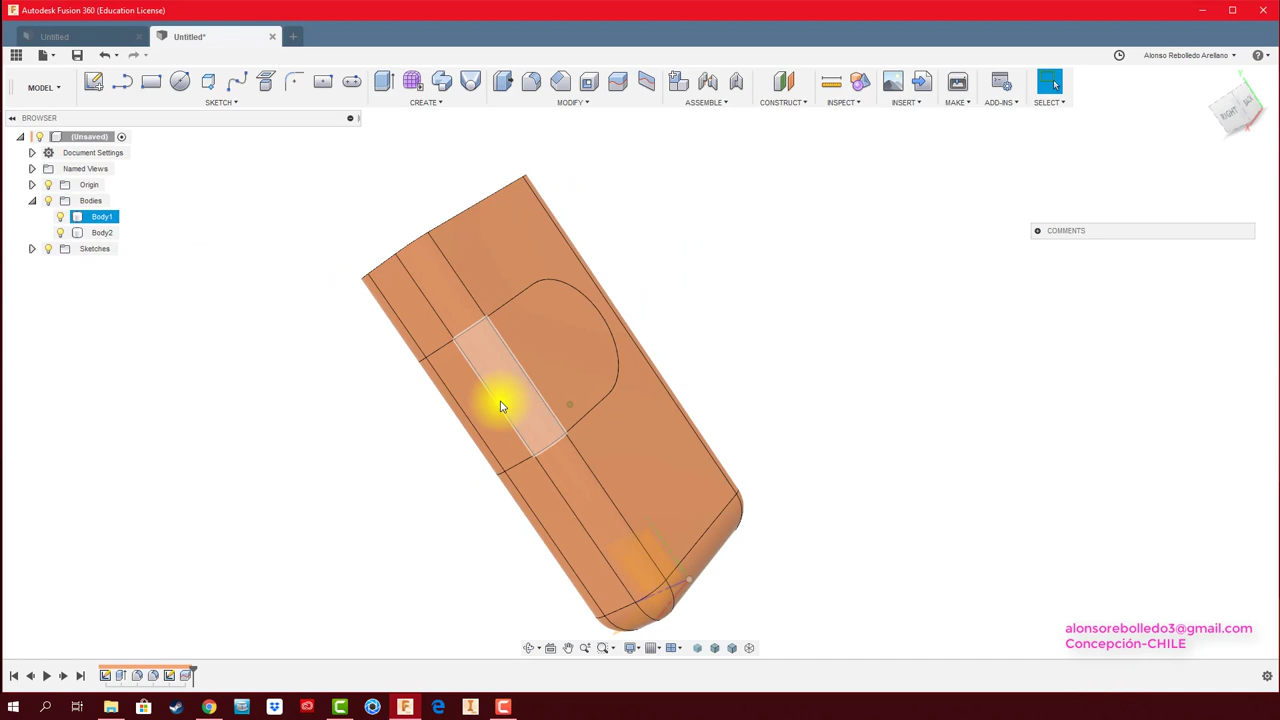 Autodesk Fusion 360 (Education License)
Untitled
Untitled*
Alonso Rebolledo Arellano
MODEL
SKETCH
CREATE
MODIFY
ASSEMBLE
CONSTRUCT
INSPECT
INSERT
MAKE
ADD-INS
SELECT
RIGHT
BROWSER
(Unsaved)
Document Settings
Named Views
Origin
Bodies
Body1
Body2
Sketches
COMMENTS
alonsorebolledo3@gmail.com
Concepción-CHILE